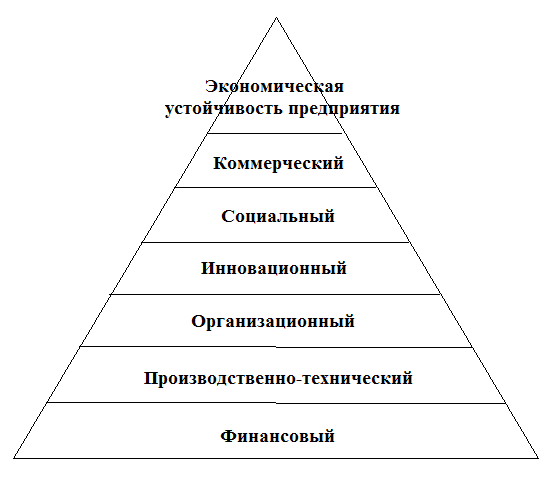 Экономическая
устойчивость предприятия
Коммерческий
Социальный
Инновационный
Организационный
Производственно-технический
Финансовый